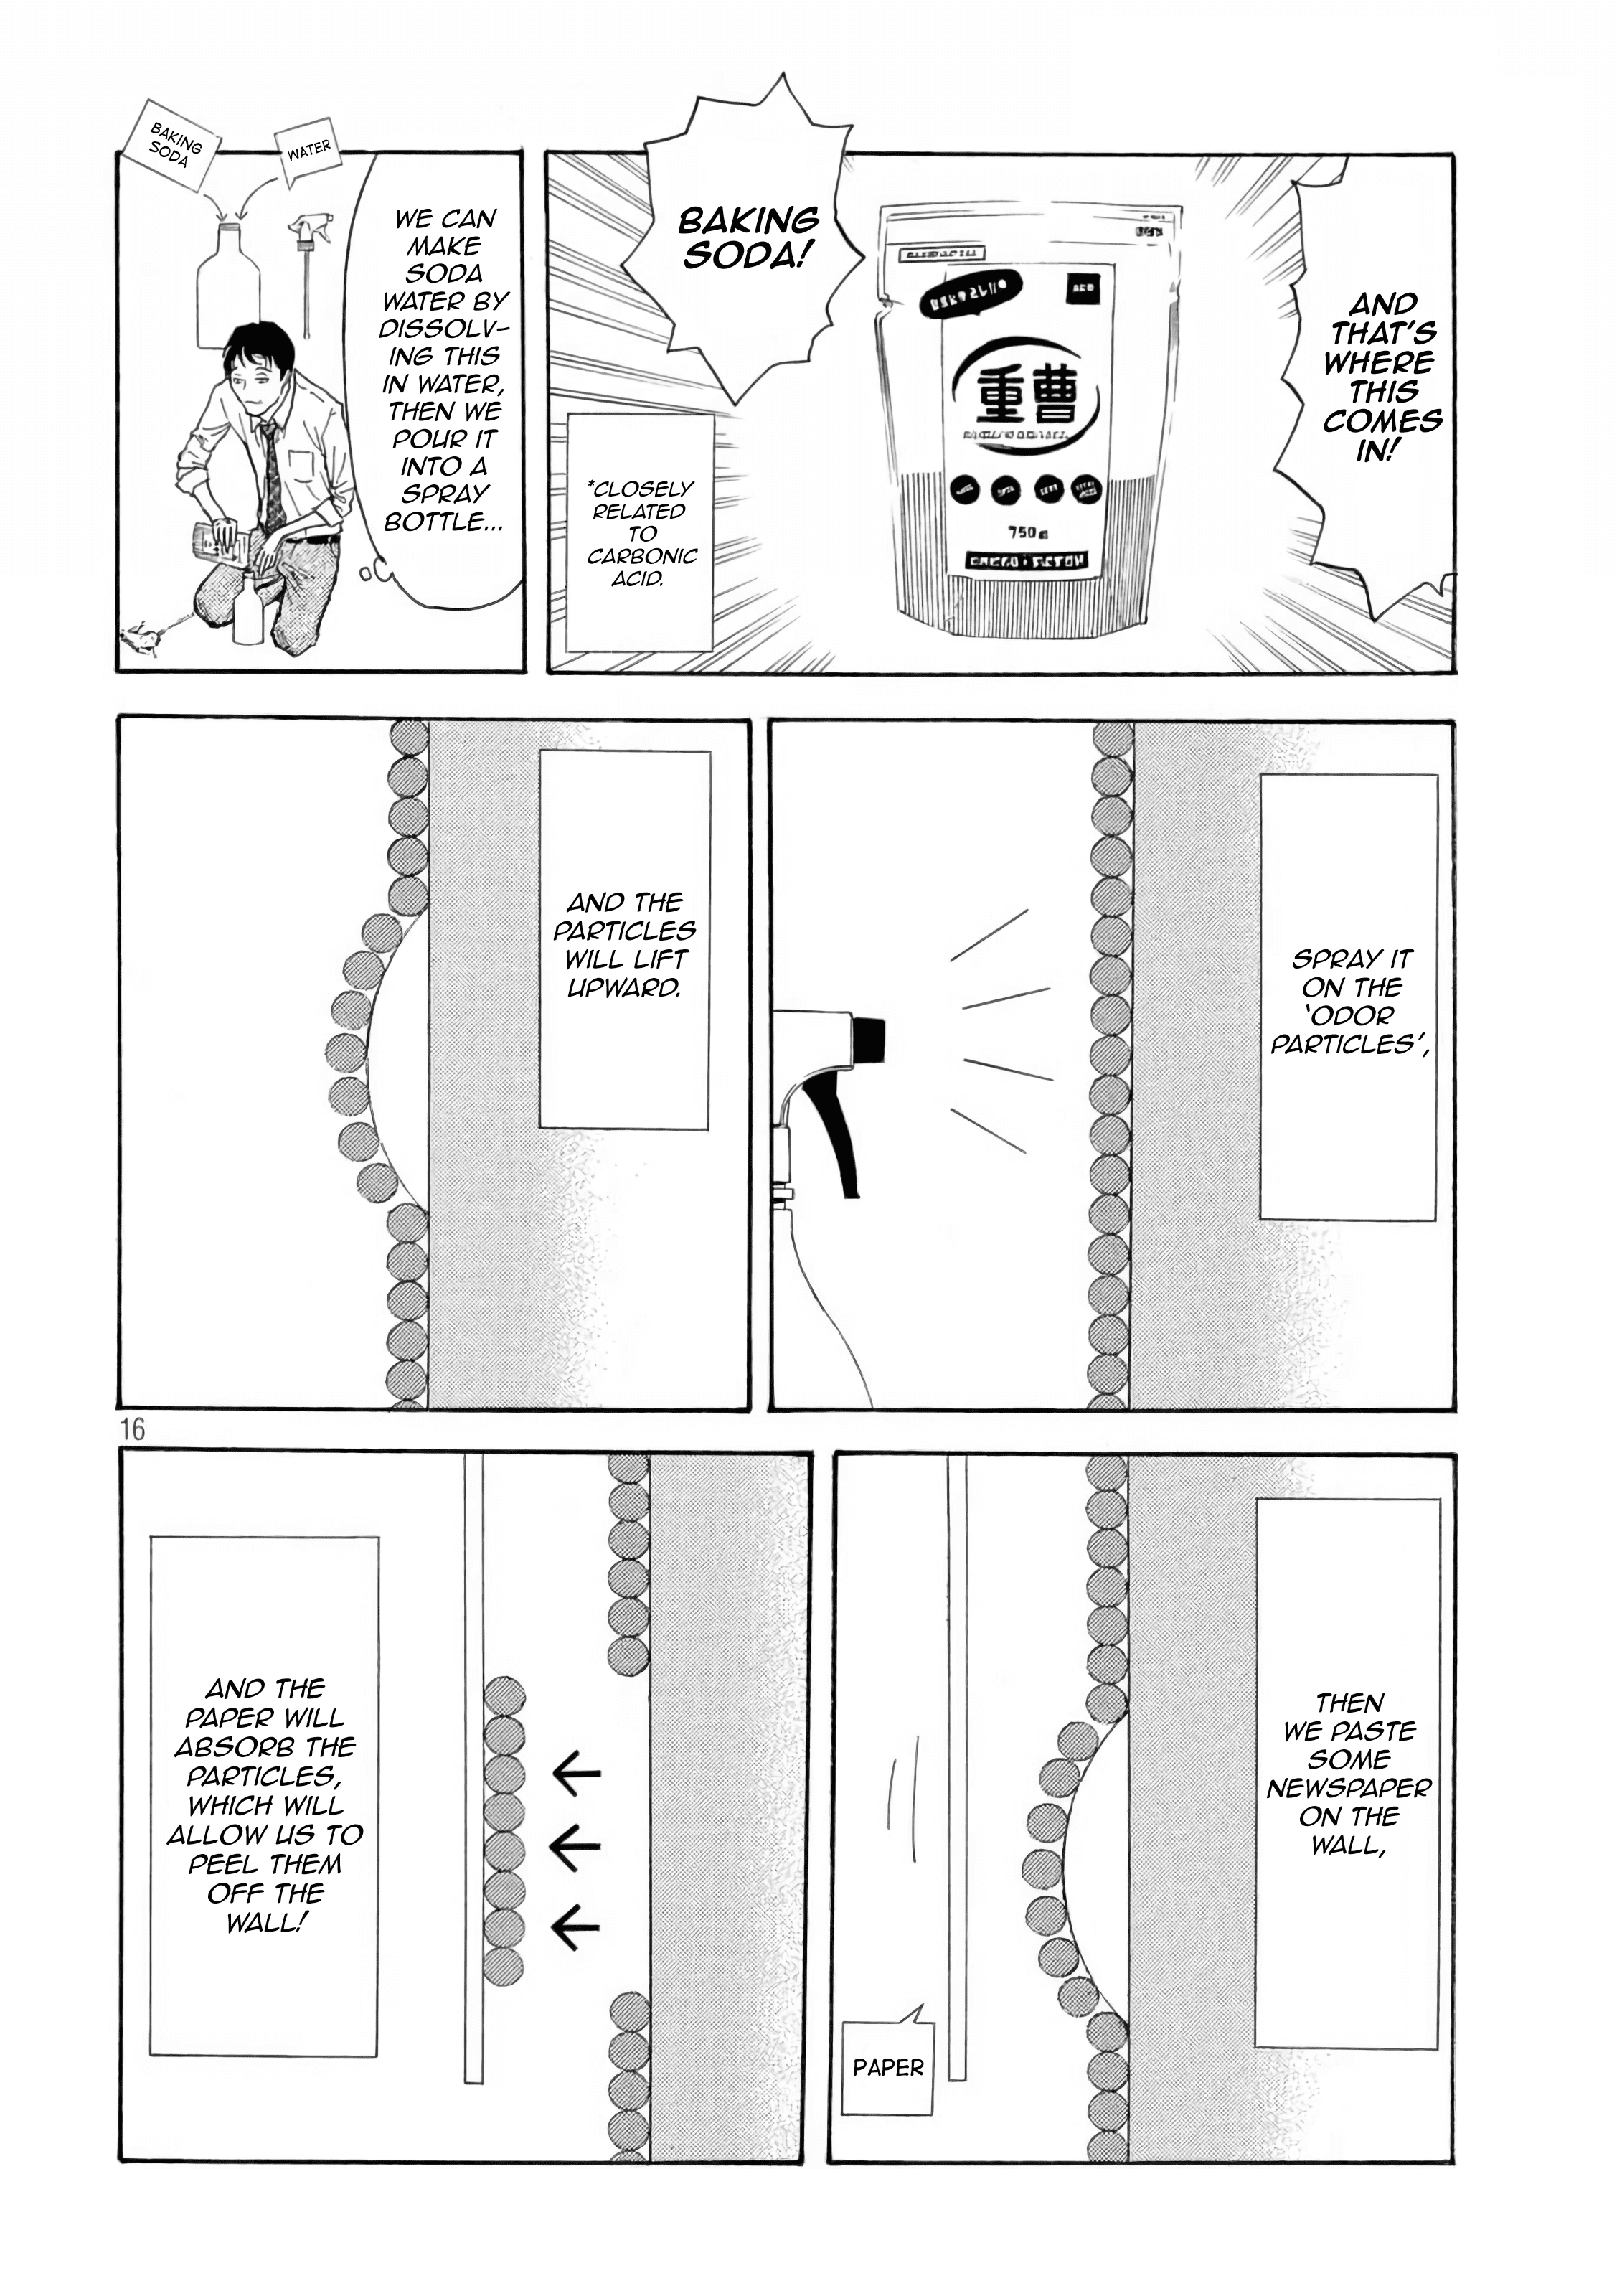 AND
THAT'S
WHERE
THIS
COMES
IN!
BAKING
SODA!
重曹
750g
*CLOSELY
RELATED
TO
CARBONIC
ACID.
WE CAN
MAKE
SODA
WATER BY
DISSOLV-
ING THIS
IN WATER,
THEN WE
POUR IT
INTO A
SPRAY
BOTTLE...
BAKING
SODA
WATER
SPRAY IT
ON THE
'ODOR
PARTICLES',
AND THE
PARTICLES
WILL LIFT
UPWARD.
16
THEN
WE PASTE
SOME
NEWSPAPER
ON THE
WALL,
PAPER
AND THE
PAPER WILL
ABSORB THE
PARTICLES,
WHICH WILL
ALLOW US TO
PEEL THEM
OFF THE
WALL!